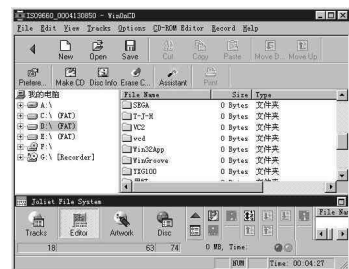 ISO9660_0004130850 - WinOnCD
File Edit View Tracks Options CD-ROM Editor Record Help
New Open Save Cut Copy Paste Move D... Move Up
Prefere... Make CD Disc Info Erase C... Assistant Print
我的电脑
A:\
C:\ (FAT)
D:\ (FAT)
E:\ (FAT)
F:\
G:\ [Recorder]
File Name Size Type
SEGA 0 Bytes 文件夹
T-J-H 0 Bytes 文件夹
VC2 0 Bytes 文件夹
vcd 0 Bytes 文件夹
Win32App 0 Bytes 文件夹
WinGroove 0 Bytes 文件夹
YXG100 0 Bytes 文件夹
Joliet File System
Tracks Editor Artwork Disc
File Na
18 63 74 0 MB, Time:
NUM Time: 00:04:27